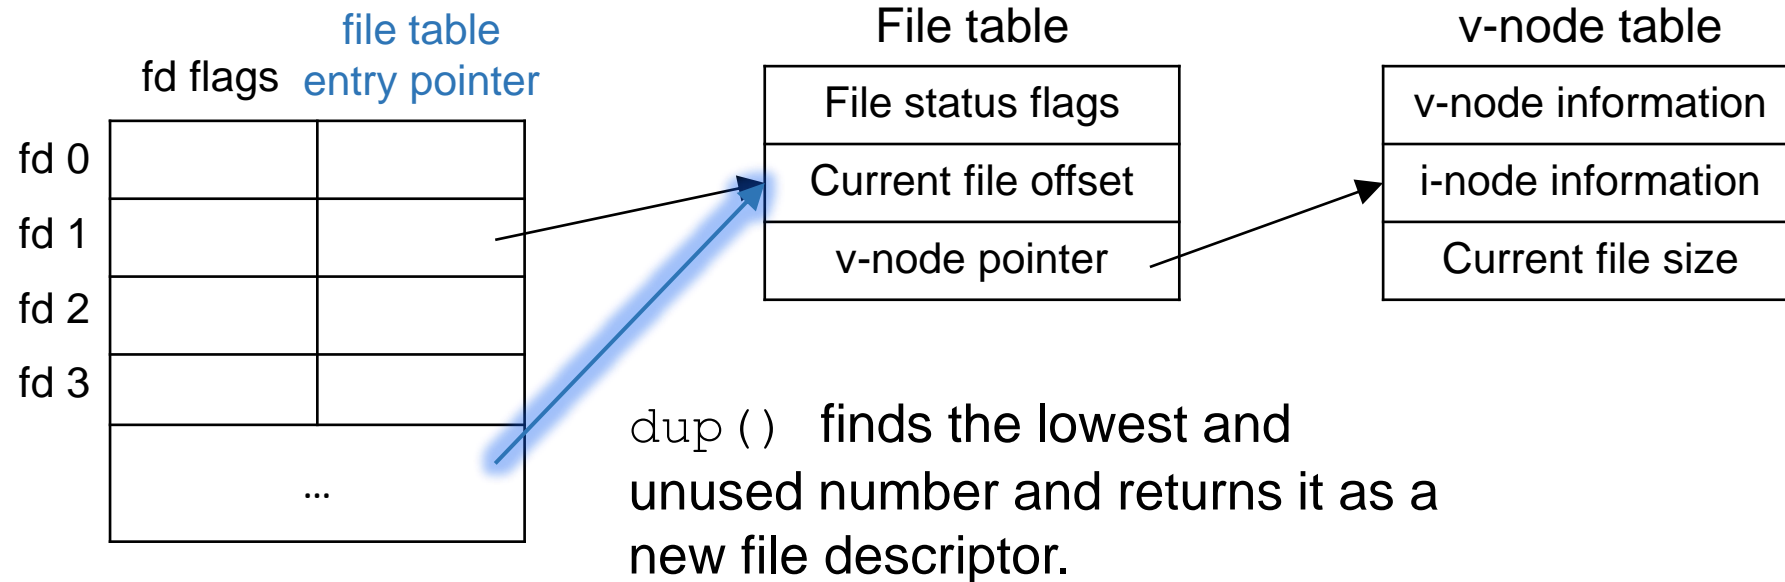 fd flags
file table
entry pointer
fd 0
fd 1
fd 2
fd 3
...
File table
File status flags
Current file offset
v-node pointer
v-node table
v-node information
i-node information
Current file size
dup() finds the lowest and
unused number and returns it as a
new file descriptor.